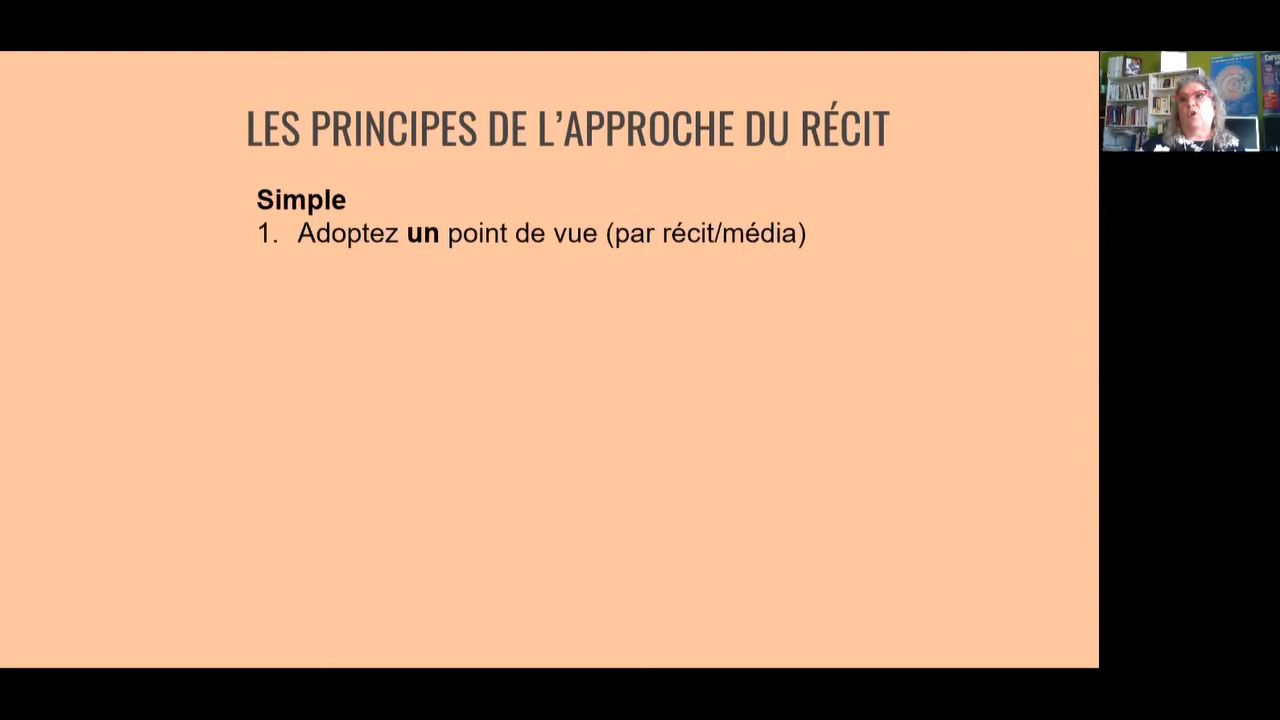 LES PRINCIPES DE L'APPROCHE DU RÉCIT
Simple
1. Adoptez un point de vue (par récit/média)